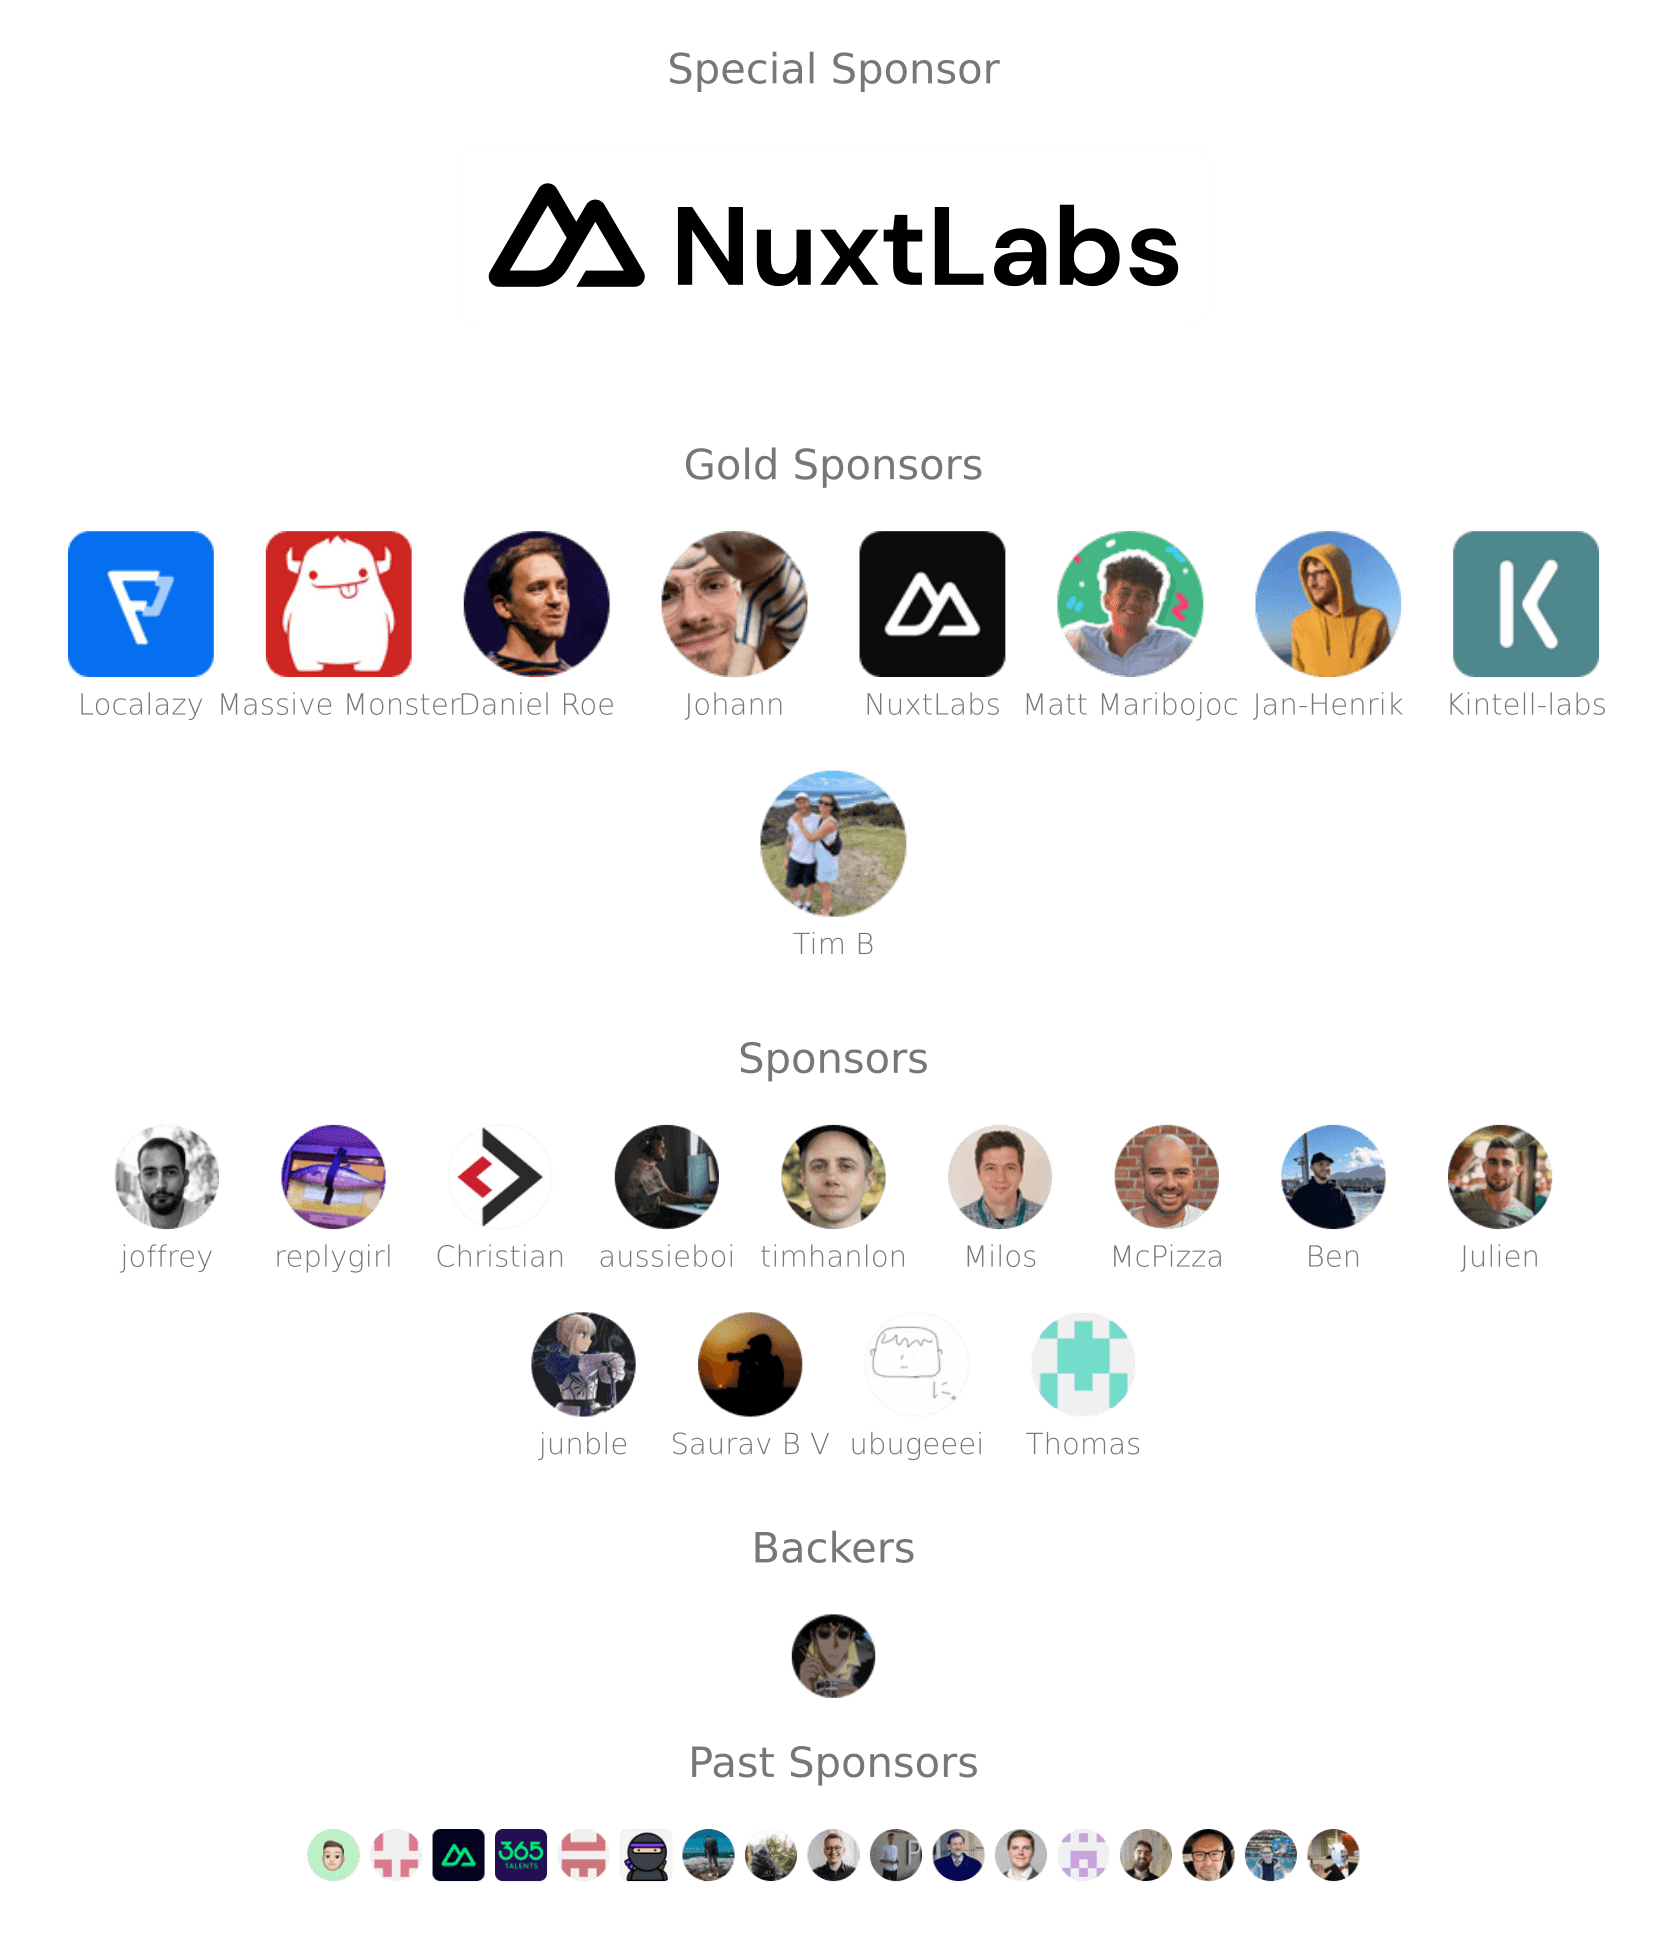 Special Sponsor
NuxtLabs
Gold Sponsors
Localazy Massive Monster Daniel Roe Johann NuxtLabs Matt Maribojoc Jan-Henrik Kintell-labs
Tim B
Sponsors
joffrey replygirl Christian aussieboi timhanlon Milos McPizza Ben Julien
junble Saurav B V ubugeeei Thomas
Backers
Past Sponsors
365
TALENTS